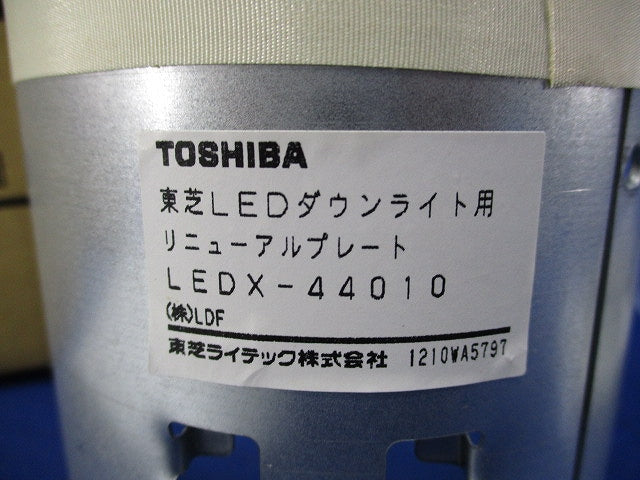 TOSHIBA
東芝LEDダウンライト用
リニューアルプレート
LEDX-44010
(株)LDF
東芝ライテック株式会社 1210WA5797